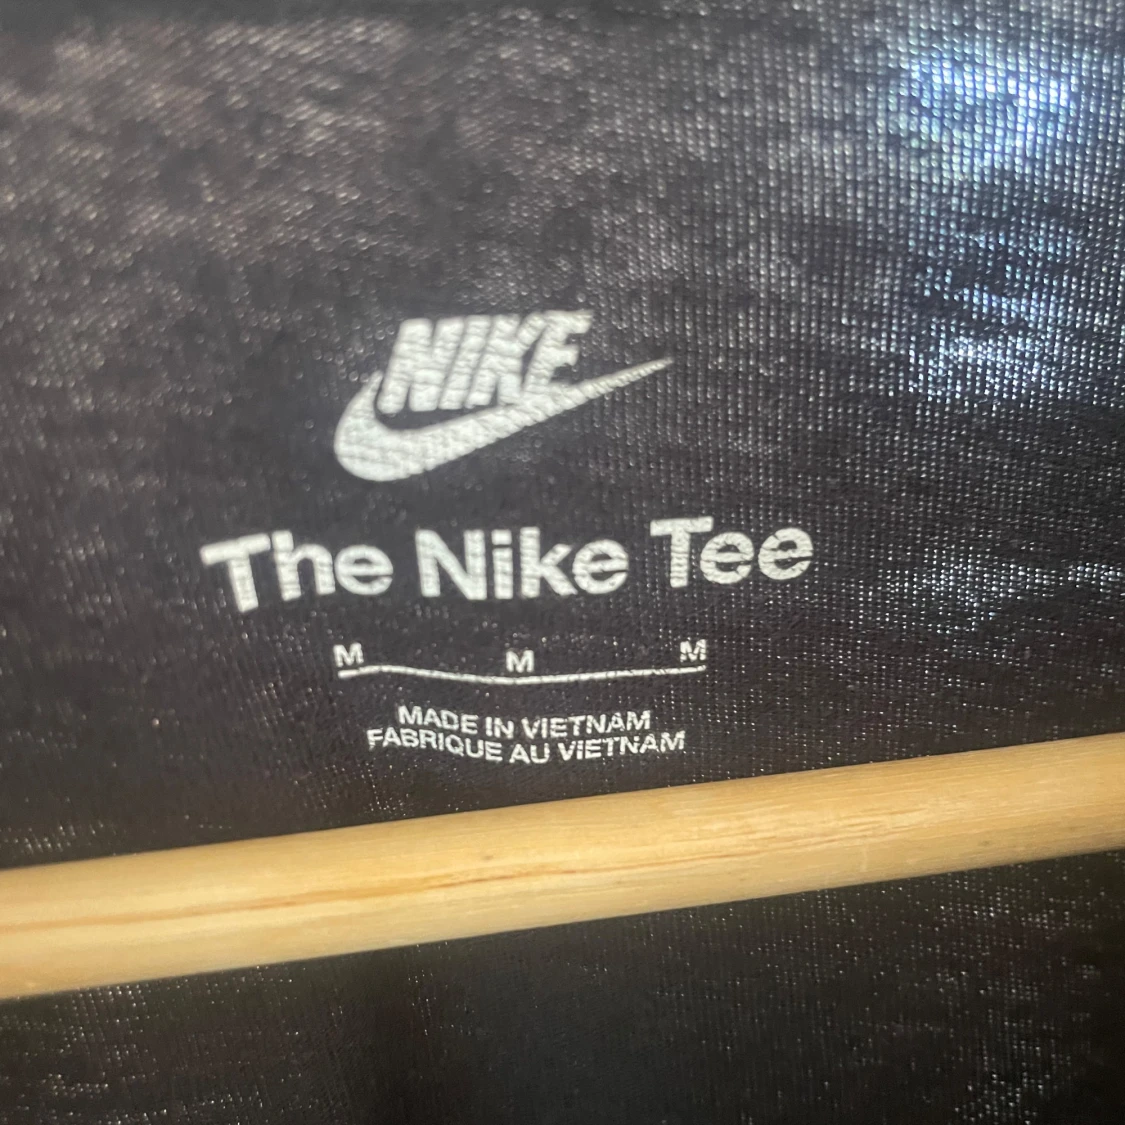 NIKE
The Nike Tee
M M M
MADE IN VIETNAM
FABRIQUE AU VIETNAM